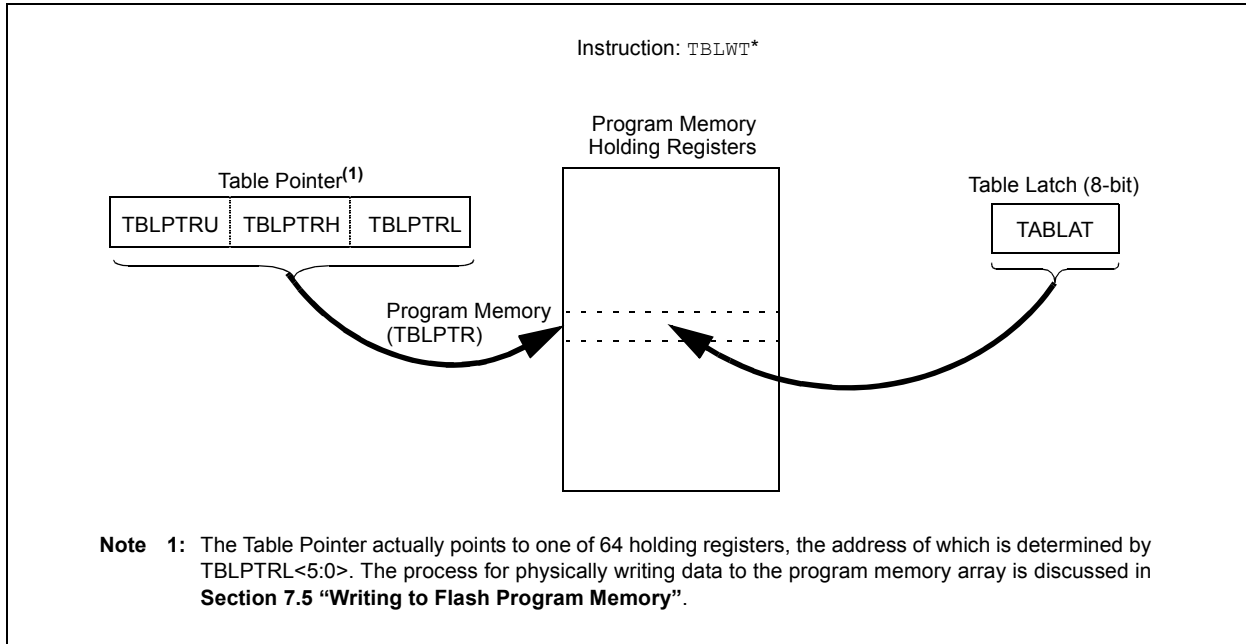 Instruction: TBLWT*
Program Memory
Holding Registers
Table Pointer(1)
Table Latch (8-bit)
TBLPTRU TBLPTRH TBLPTRL
TABLAT
Program Memory
(TBLPTR)
Note 1: The Table Pointer actually points to one of 64 holding registers, the address of which is determined by
TBLPTRL<5:0>. The process for physically writing data to the program memory array is discussed in
Section 7.5 “Writing to Flash Program Memory”.